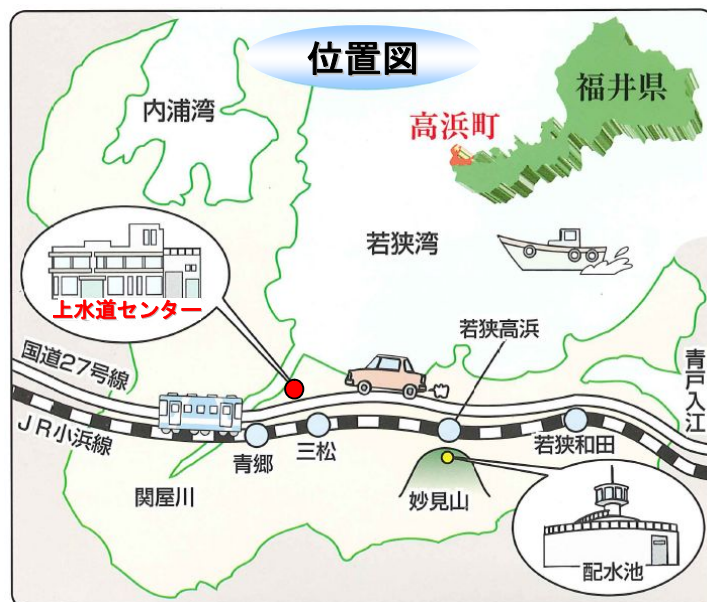 位置図
福井県
内浦湾
高浜町
若狭湾
上水道センター
若狭高浜
国道27号線
青戸入江
JR小浜線
青郷
三松
若狭和田
関屋川
妙見山
配水池